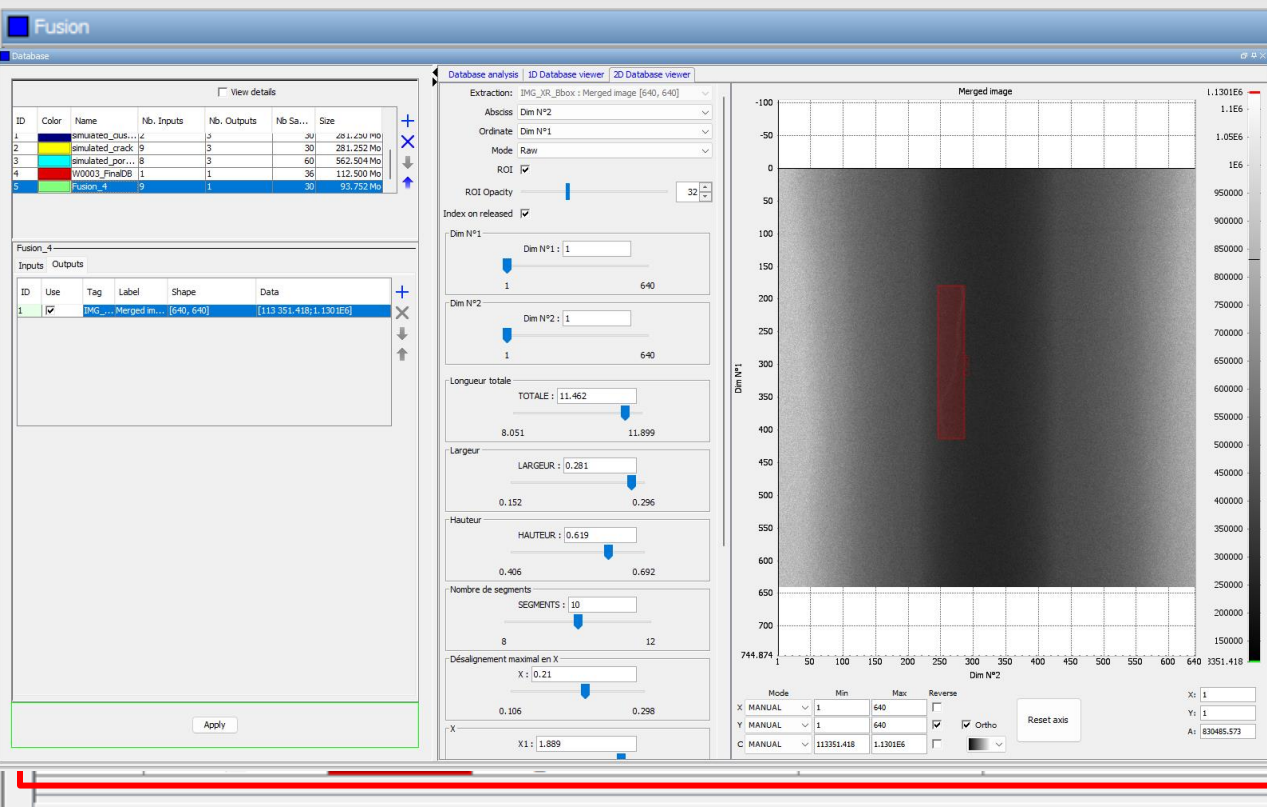 Fusion
Database
View details
ID Color Name Nb. Inputs Nb. Outputs Nb Sa... Size
1 simulated_clus... 2 3 30 281.250 Mo
2 simulated_crack 9 3 30 281.252 Mo
3 simulated_por... 8 3 60 562.504 Mo
4 W0003_FinalDB 1 1 36 112.500 Mo
5 Fusion_4 9 1 30 93.752 Mo
Fusion_4
Inputs Outputs
ID Use Tag Label Shape Data
1 IMG_... Merged im... [640, 640] [113 351.418;1.1301E6]
Apply
Database analysis 1D Database viewer 2D Database viewer
Extraction: IMG_XR_Bbox : Merged image [640, 640]
Absciss Dim N°2
Ordinate Dim N°1
Mode Raw
ROI
ROI Opacity 32
Index on released
Dim N°1
Dim N°1 : 1
1 640
Dim N°2
Dim N°2 : 1
1 640
Longueur totale
TOTALE : 11.462
8.051 11.899
Largeur
LARGEUR : 0.281
0.152 0.296
Hauteur
HAUTEUR : 0.619
0.406 0.692
Nombre de segments
SEGMENTS : 10
8 12
Désalignement maximal en X
X : 0.21
0.106 0.298
X
X1 : 1.889
Merged image
-100
-50
0
50
100
150
200
250
300
350
400
450
500
550
600
650
700
744.874
Dim N°1
1 50 100 150 200 250 300 350 400 450 500 550 600 640
Dim N°2
1.1301E6
1.1E6
1.05E6
1E6
950000
900000
850000
800000
750000
700000
650000
600000
550000
500000
450000
400000
350000
300000
250000
200000
150000
3351.418
Mode Min Max Reverse
X MANUAL 1 640
Y MANUAL 1 640 Ortho
C MANUAL 113351.418 1.1301E6
Reset axis
X: 1
Y: 1
A: 830485.573